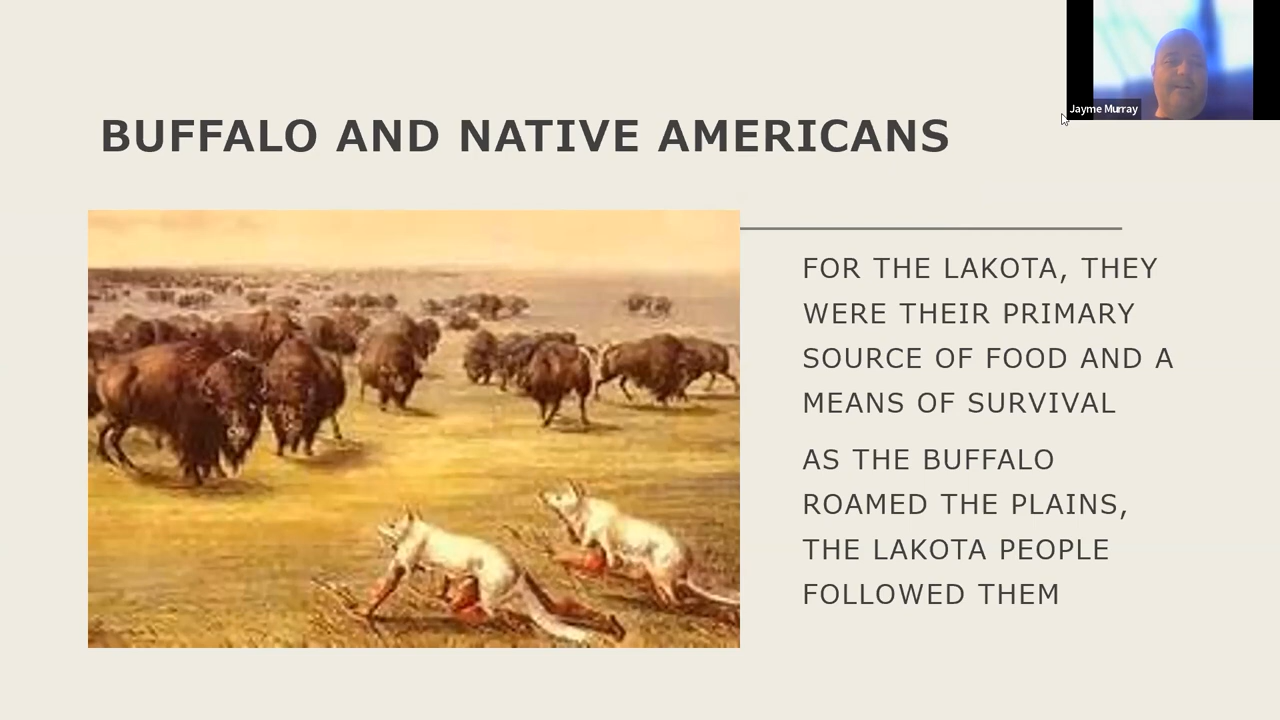 Jayme Murray
BUFFALO AND NATIVE AMERICANS
FOR THE LAKOTA, THEY
WERE THEIR PRIMARY
SOURCE OF FOOD AND A
MEANS OF SURVIVAL
AS THE BUFFALO
ROAMED THE PLAINS,
THE LAKOTA PEOPLE
FOLLOWED THEM